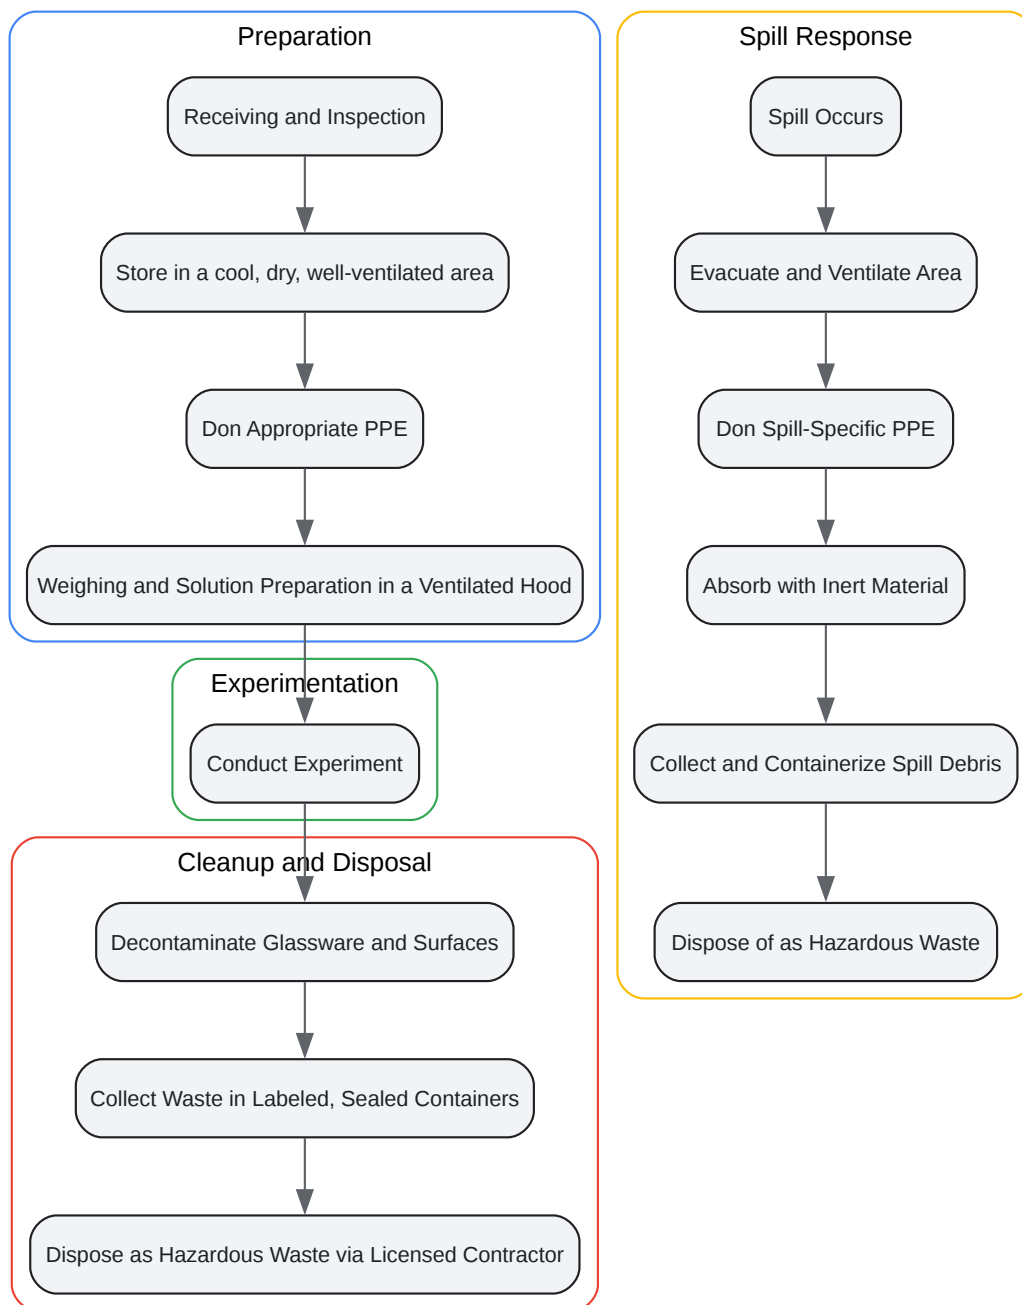 Preparation
Receiving and Inspection
Store in a cool, dry, well-ventilated area
Don Appropriate PPE
Weighing and Solution Preparation in a Ventilated Hood
Experimentation
Conduct Experiment
Cleanup and Disposal
Decontaminate Glassware and Surfaces
Collect Waste in Labeled, Sealed Containers
Dispose as Hazardous Waste via Licensed Contractor
Spill Response
Spill Occurs
Evacuate and Ventilate Area
Don Spill-Specific PPE
Absorb with Inert Material
Collect and Containerize Spill Debris
Dispose of as Hazardous Waste